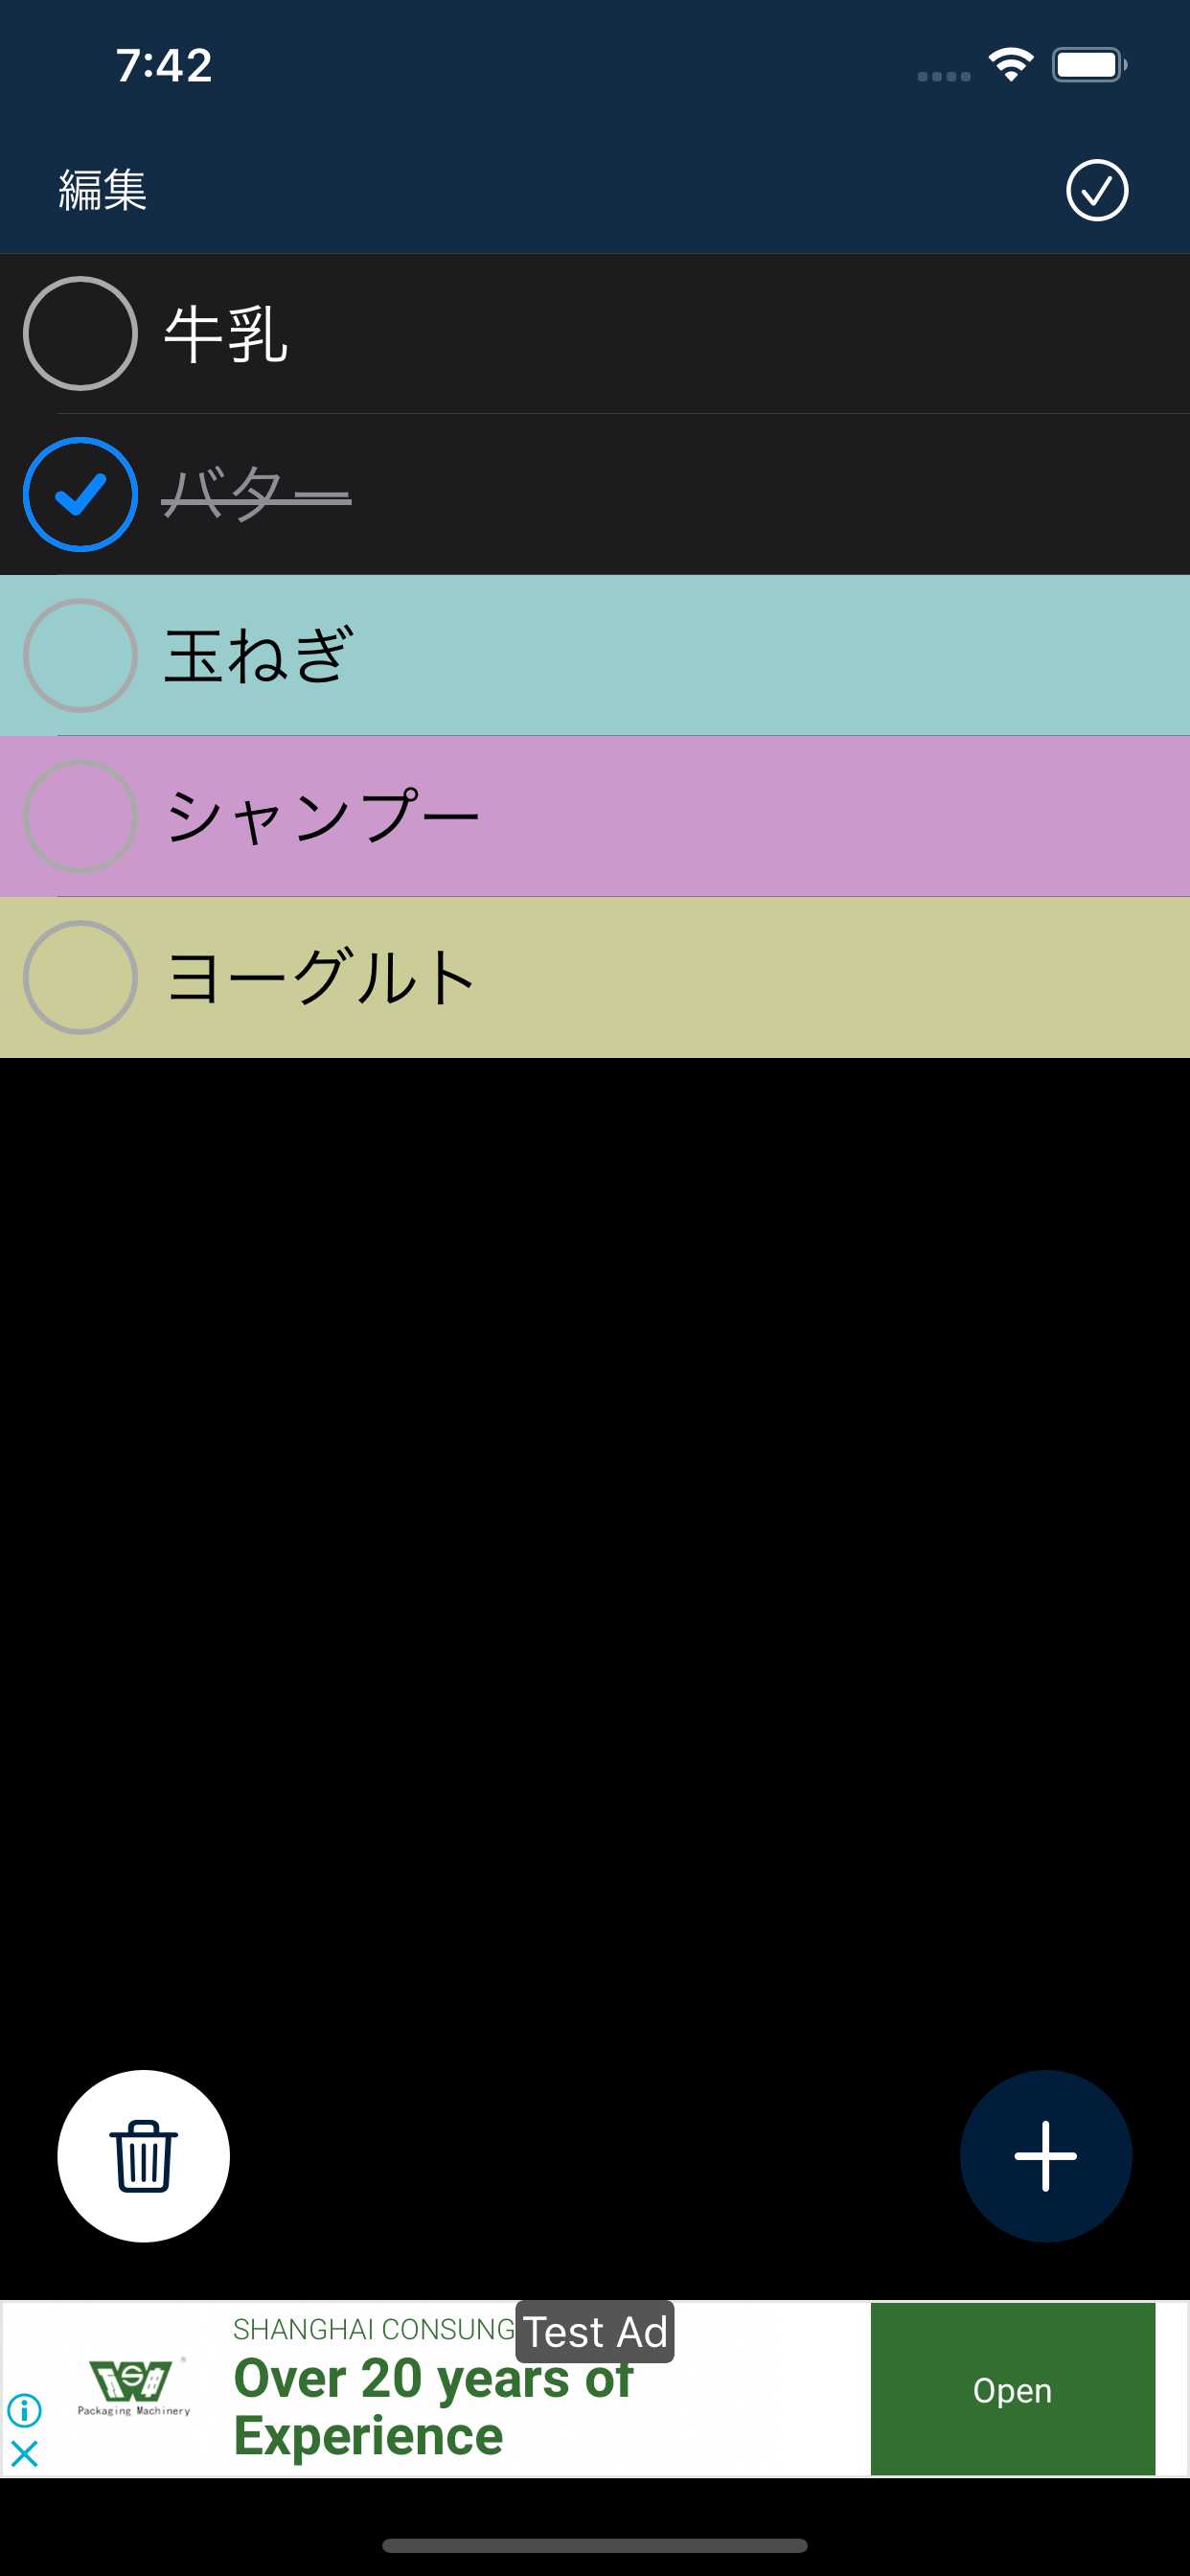 7:42
編集
牛乳
バター
玉ねぎ
シャンプー
ヨーグルト
SHANGHAI CONSUNG
Test Ad
Over 20 years of
Experience
Packaging Machinery
Open